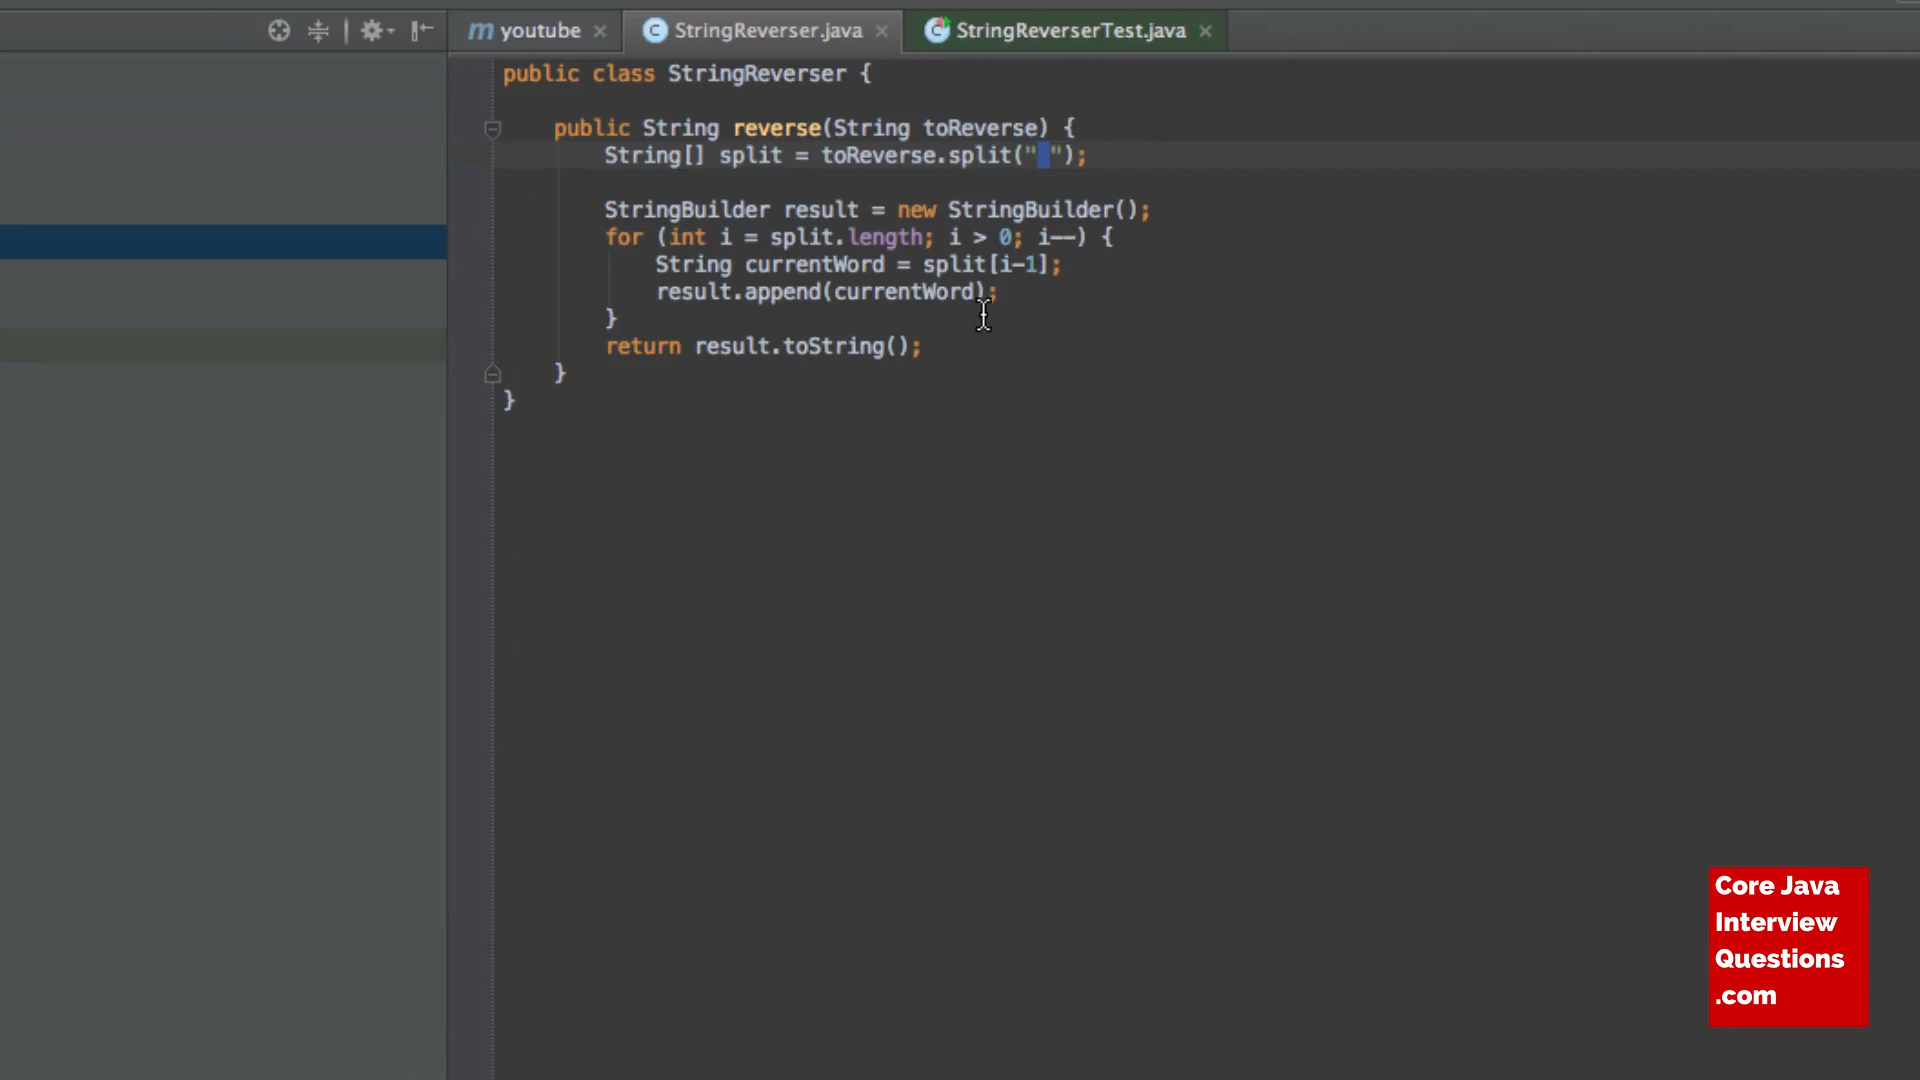 m youtube × StringReverser.java × StringReverserTest.java ×
public class StringReverser {
public String reverse(String toReverse) {
String[] split = toReverse.split(" ");
StringBuilder result = new StringBuilder();
for (int i = split.length; i > 0; i--) {
String currentWord = split[i-1];
result.append(currentWord);
}
return result.toString();
}
}
Core Java
Interview
Questions
.com